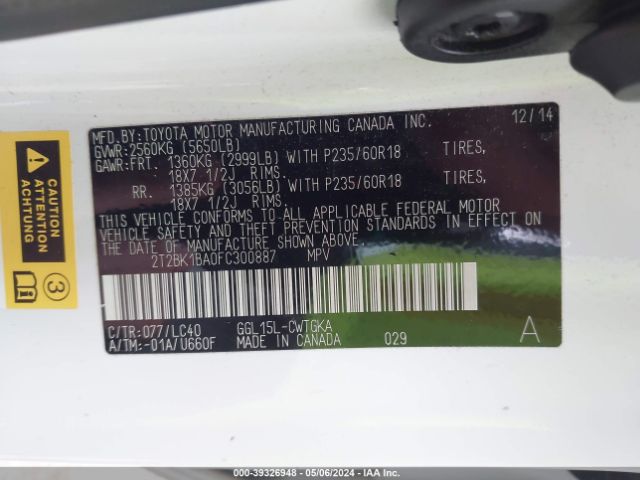 MFD.BY:TOYOTA MOTOR MANUFACTURING CANADA INC. 12/14
GVWR:2560KG (5650LB)
GAWR:FRT. 1360KG (2999LB) WITH P235/60R18 TIRES,
18X7 1/2J RIMS.
RR. 1385KG (3056LB) WITH P235/60R18 TIRES,
18X7 1/2J RIMS.
THIS VEHICLE CONFORMS TO ALL APPLICABLE FEDERAL MOTOR
VEHICLE SAFETY AND THEFT PREVENTION STANDARDS IN EFFECT ON
THE DATE OF MANUFACTURE SHOWN ABOVE.
2T2BK1BA0FC300887 MPV
C/TR:077/LC40 GGL15L-CWTGKA
A/TM:-01A/U660F MADE IN CANADA 029 A
CAUTION
ATTENTION
ACHTUNG
3
000-39326948 - 05/06/2024 - IAA Inc.